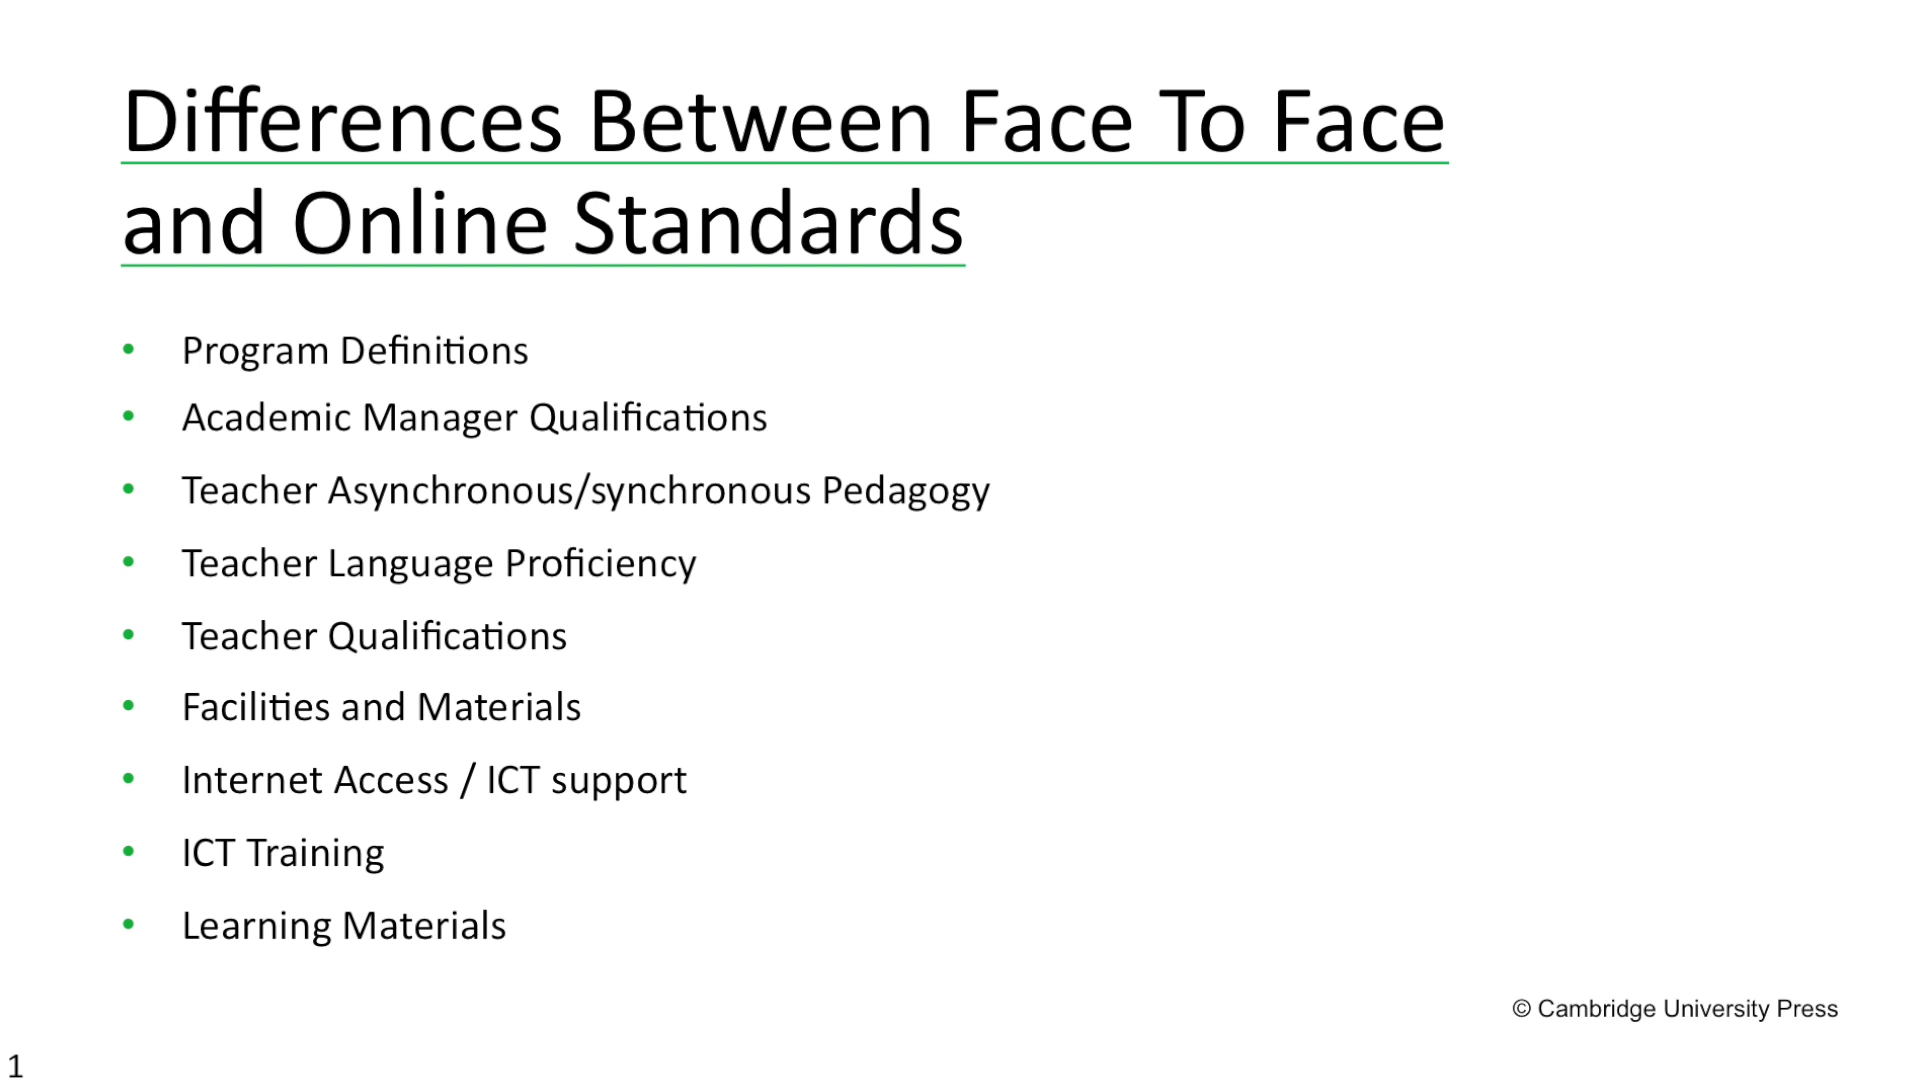 Differences Between Face To Face
and Online Standards
• Program Definitions
• Academic Manager Qualifications
• Teacher Asynchronous/synchronous Pedagogy
• Teacher Language Proficiency
• Teacher Qualifications
• Facilities and Materials
• Internet Access / ICT support
• ICT Training
• Learning Materials
© Cambridge University Press
1